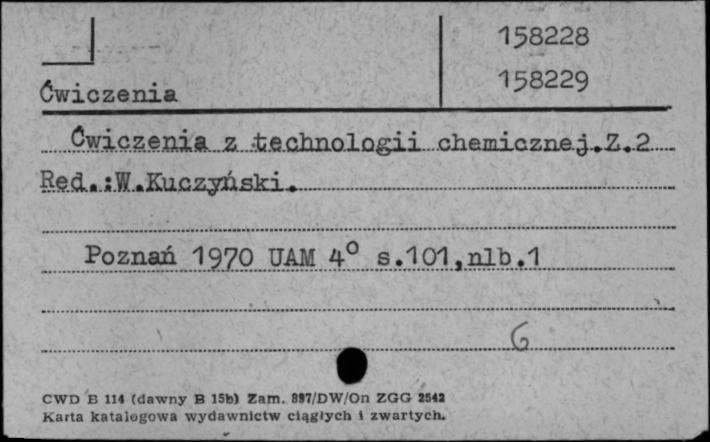 158228
158229
Ćwiczenia
Ćwiczenia z technologii chemicznej.Z.2
Red.:W.Kuczyński.
Poznań 1970 UAM 4° s.101,nlb.1
6
CWD B 114 (dawny B 15b) Zam. 897/DW/On ZGG 2542
Karta katalogowa wydawnictw ciągłych i zwartych.